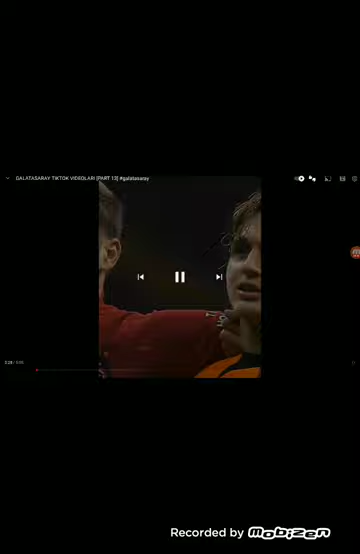 GALATASARAY TIKTOK VIDEOLARI [PART 13] #galatasaray
Recorded by mobizen